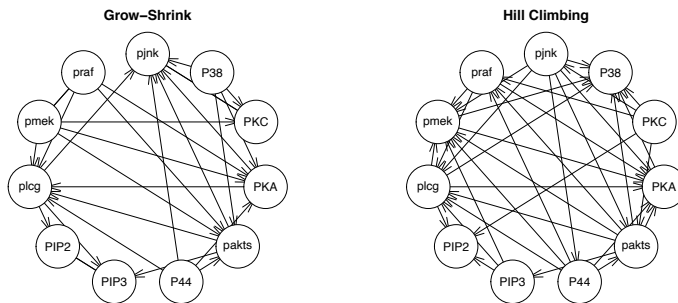 Grow−Shrink
pjnk
praf
P38
pmek
PKC
plcg
PKA
PIP2
pakts
PIP3
P44
Hill Climbing
pjnk
praf
P38
pmek
PKC
plcg
PKA
PIP2
pakts
PIP3
P44